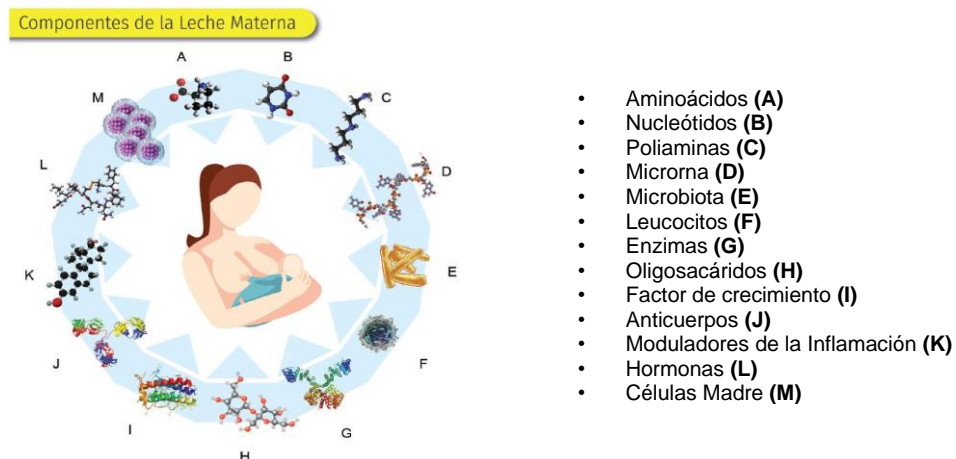 Componentes de la Leche Materna
A
B
C
D
E
F
G
H
I
J
K
L
M
• Aminoácidos (A)
• Nucleótidos (B)
• Poliaminas (C)
• Microrna (D)
• Microbiota (E)
• Leucocitos (F)
• Enzimas (G)
• Oligosacáridos (H)
• Factor de crecimiento (I)
• Anticuerpos (J)
• Moduladores de la Inflamación (K)
• Hormonas (L)
• Células Madre (M)